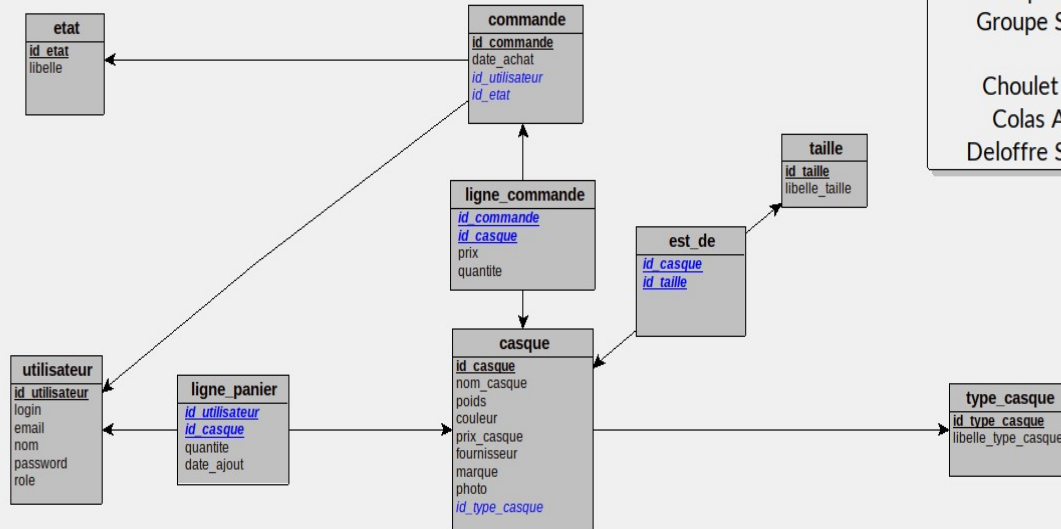 etat
id_etat
libelle
commande
id_commande
date_achat
id_utilisateur
id_etat
Groupe S
Choulet
Colas A
Deloffre S
taille
id_taille
libelle_taille
ligne_commande
id_commande
id_casque
prix
quantite
est_de
id_casque
id_taille
utilisateur
id_utilisateur
login
email
nom
password
role
ligne_panier
id_utilisateur
id_casque
quantite
date_ajout
casque
id_casque
nom_casque
poids
couleur
prix_casque
fournisseur
marque
photo
id_type_casque
type_casque
id_type_casque
libelle_type_casque